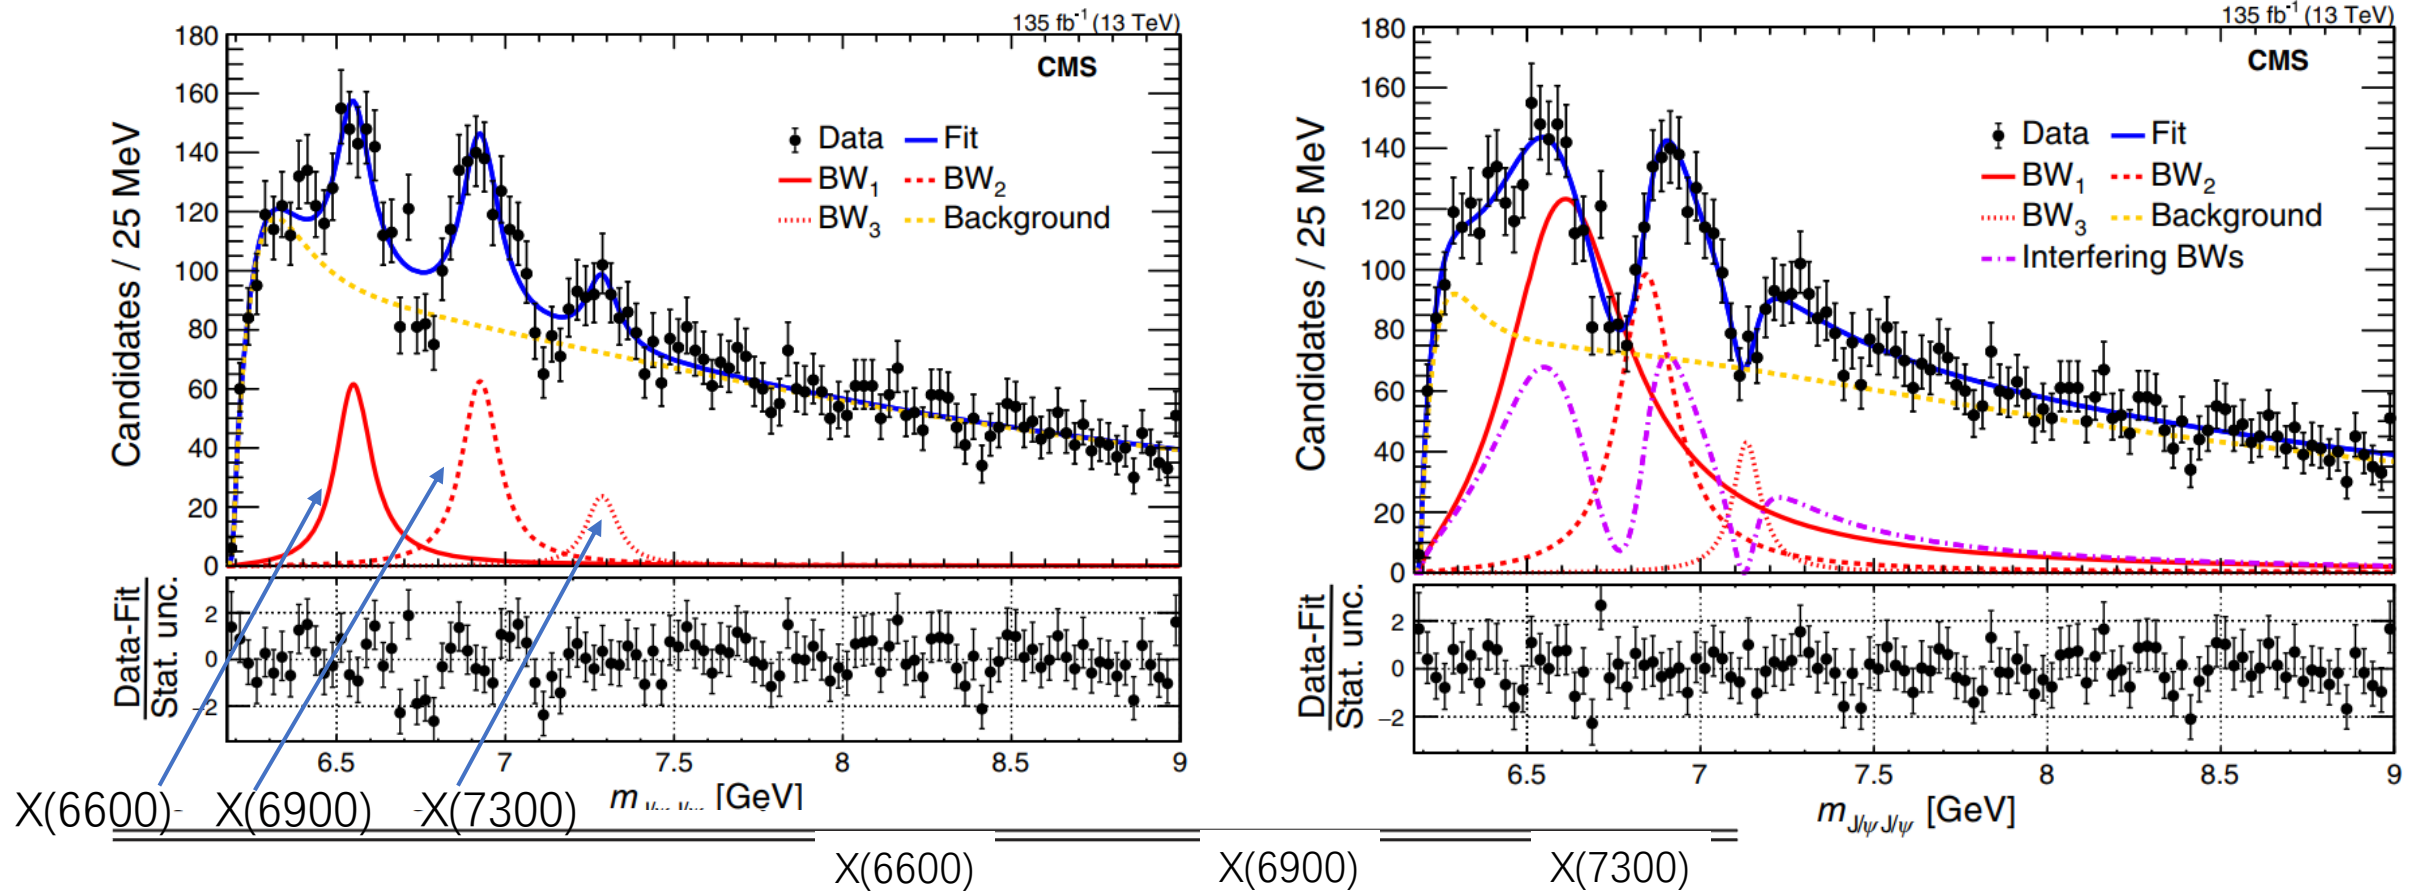 135 fb-1 (13 TeV)
CMS
Data Fit
BW1 BW2
BW3 Background
Candidates / 25 MeV
180
160
140
120
100
80
60
40
20
0
Data-Fit
Stat. unc.
2
0
−2
6.5 7 7.5 8 8.5 9
[GeV]
X(6600)- X(6900) -X(7300)
135 fb-1 (13 TeV)
CMS
Data Fit
BW1 BW2
BW3 Background
Interfering BWs
Candidates / 25 MeV
180
160
140
120
100
80
60
40
20
0
Data-Fit
Stat. unc.
2
0
−2
6.5 7 7.5 8 8.5 9
mJ/ψ J/ψ [GeV]
X(6600) X(6900) X(7300)